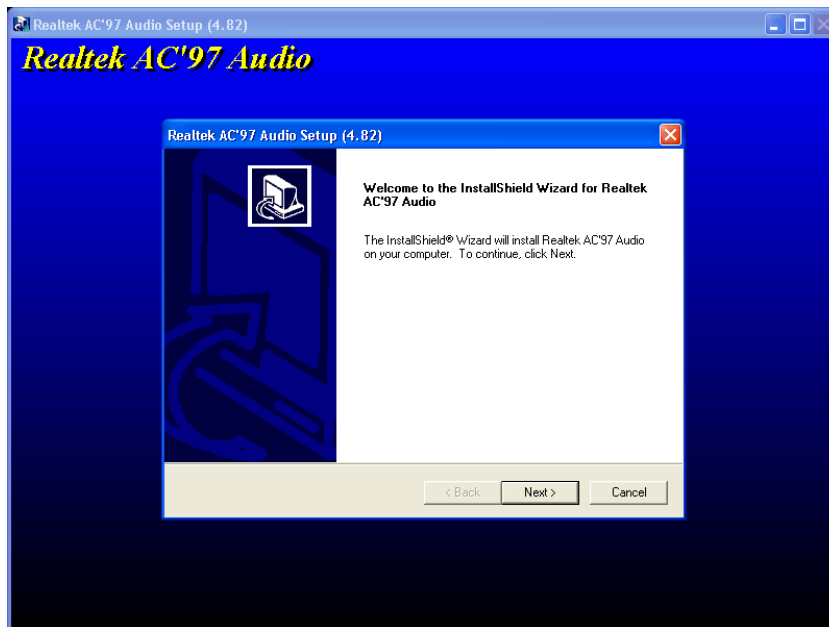 Realtek AC'97 Audio Setup (4.82)
Realtek AC'97 Audio
Realtek AC'97 Audio Setup (4.82)
Welcome to the InstallShield Wizard for Realtek
AC'97 Audio
The InstallShield® Wizard will install Realtek AC'97 Audio
on your computer. To continue, click Next.
< Back
Next >
Cancel